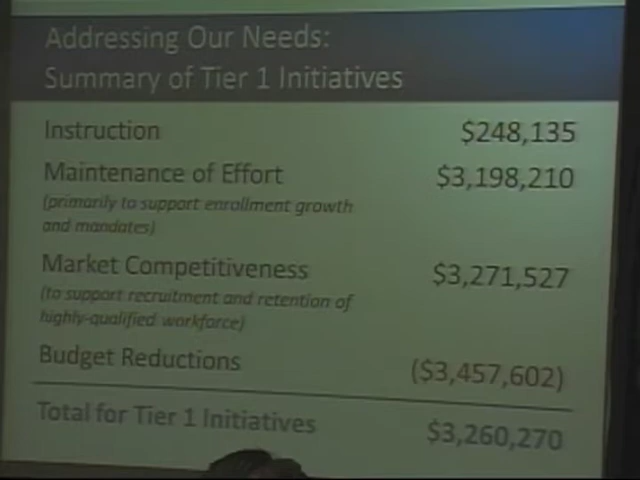 Addressing Our Needs:
Summary of Tier 1 Initiatives
Instruction $248,135
Maintenance of Effort $3,198,210
(primarily to support enrollment growth
and mandates)
Market Competitiveness $3,271,527
(to support recruitment and retention of
highly-qualified workforce)
Budget Reductions ($3,457,602)
Total for Tier 1 Initiatives $3,260,270